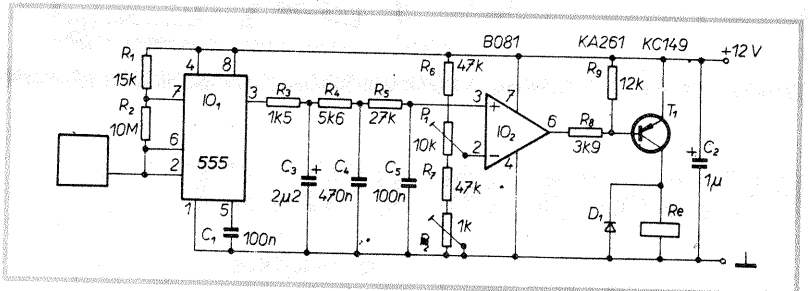 B081 KA261 KC149
+12 V
R1
15k
R2
10M
4
8
7
IO1
3
6
2
555
1
5
C1
100n
R3
1k5
R4
5k6
R5
27k
C3
+
2µ2
C4
470n
C5
100n
R6
47k
P1
10k
R7
47k
1k
3
+
7
IO2
6
2
−
4
R8
3k9
R9
12k
T1
D1
Re
+
C2
1µ